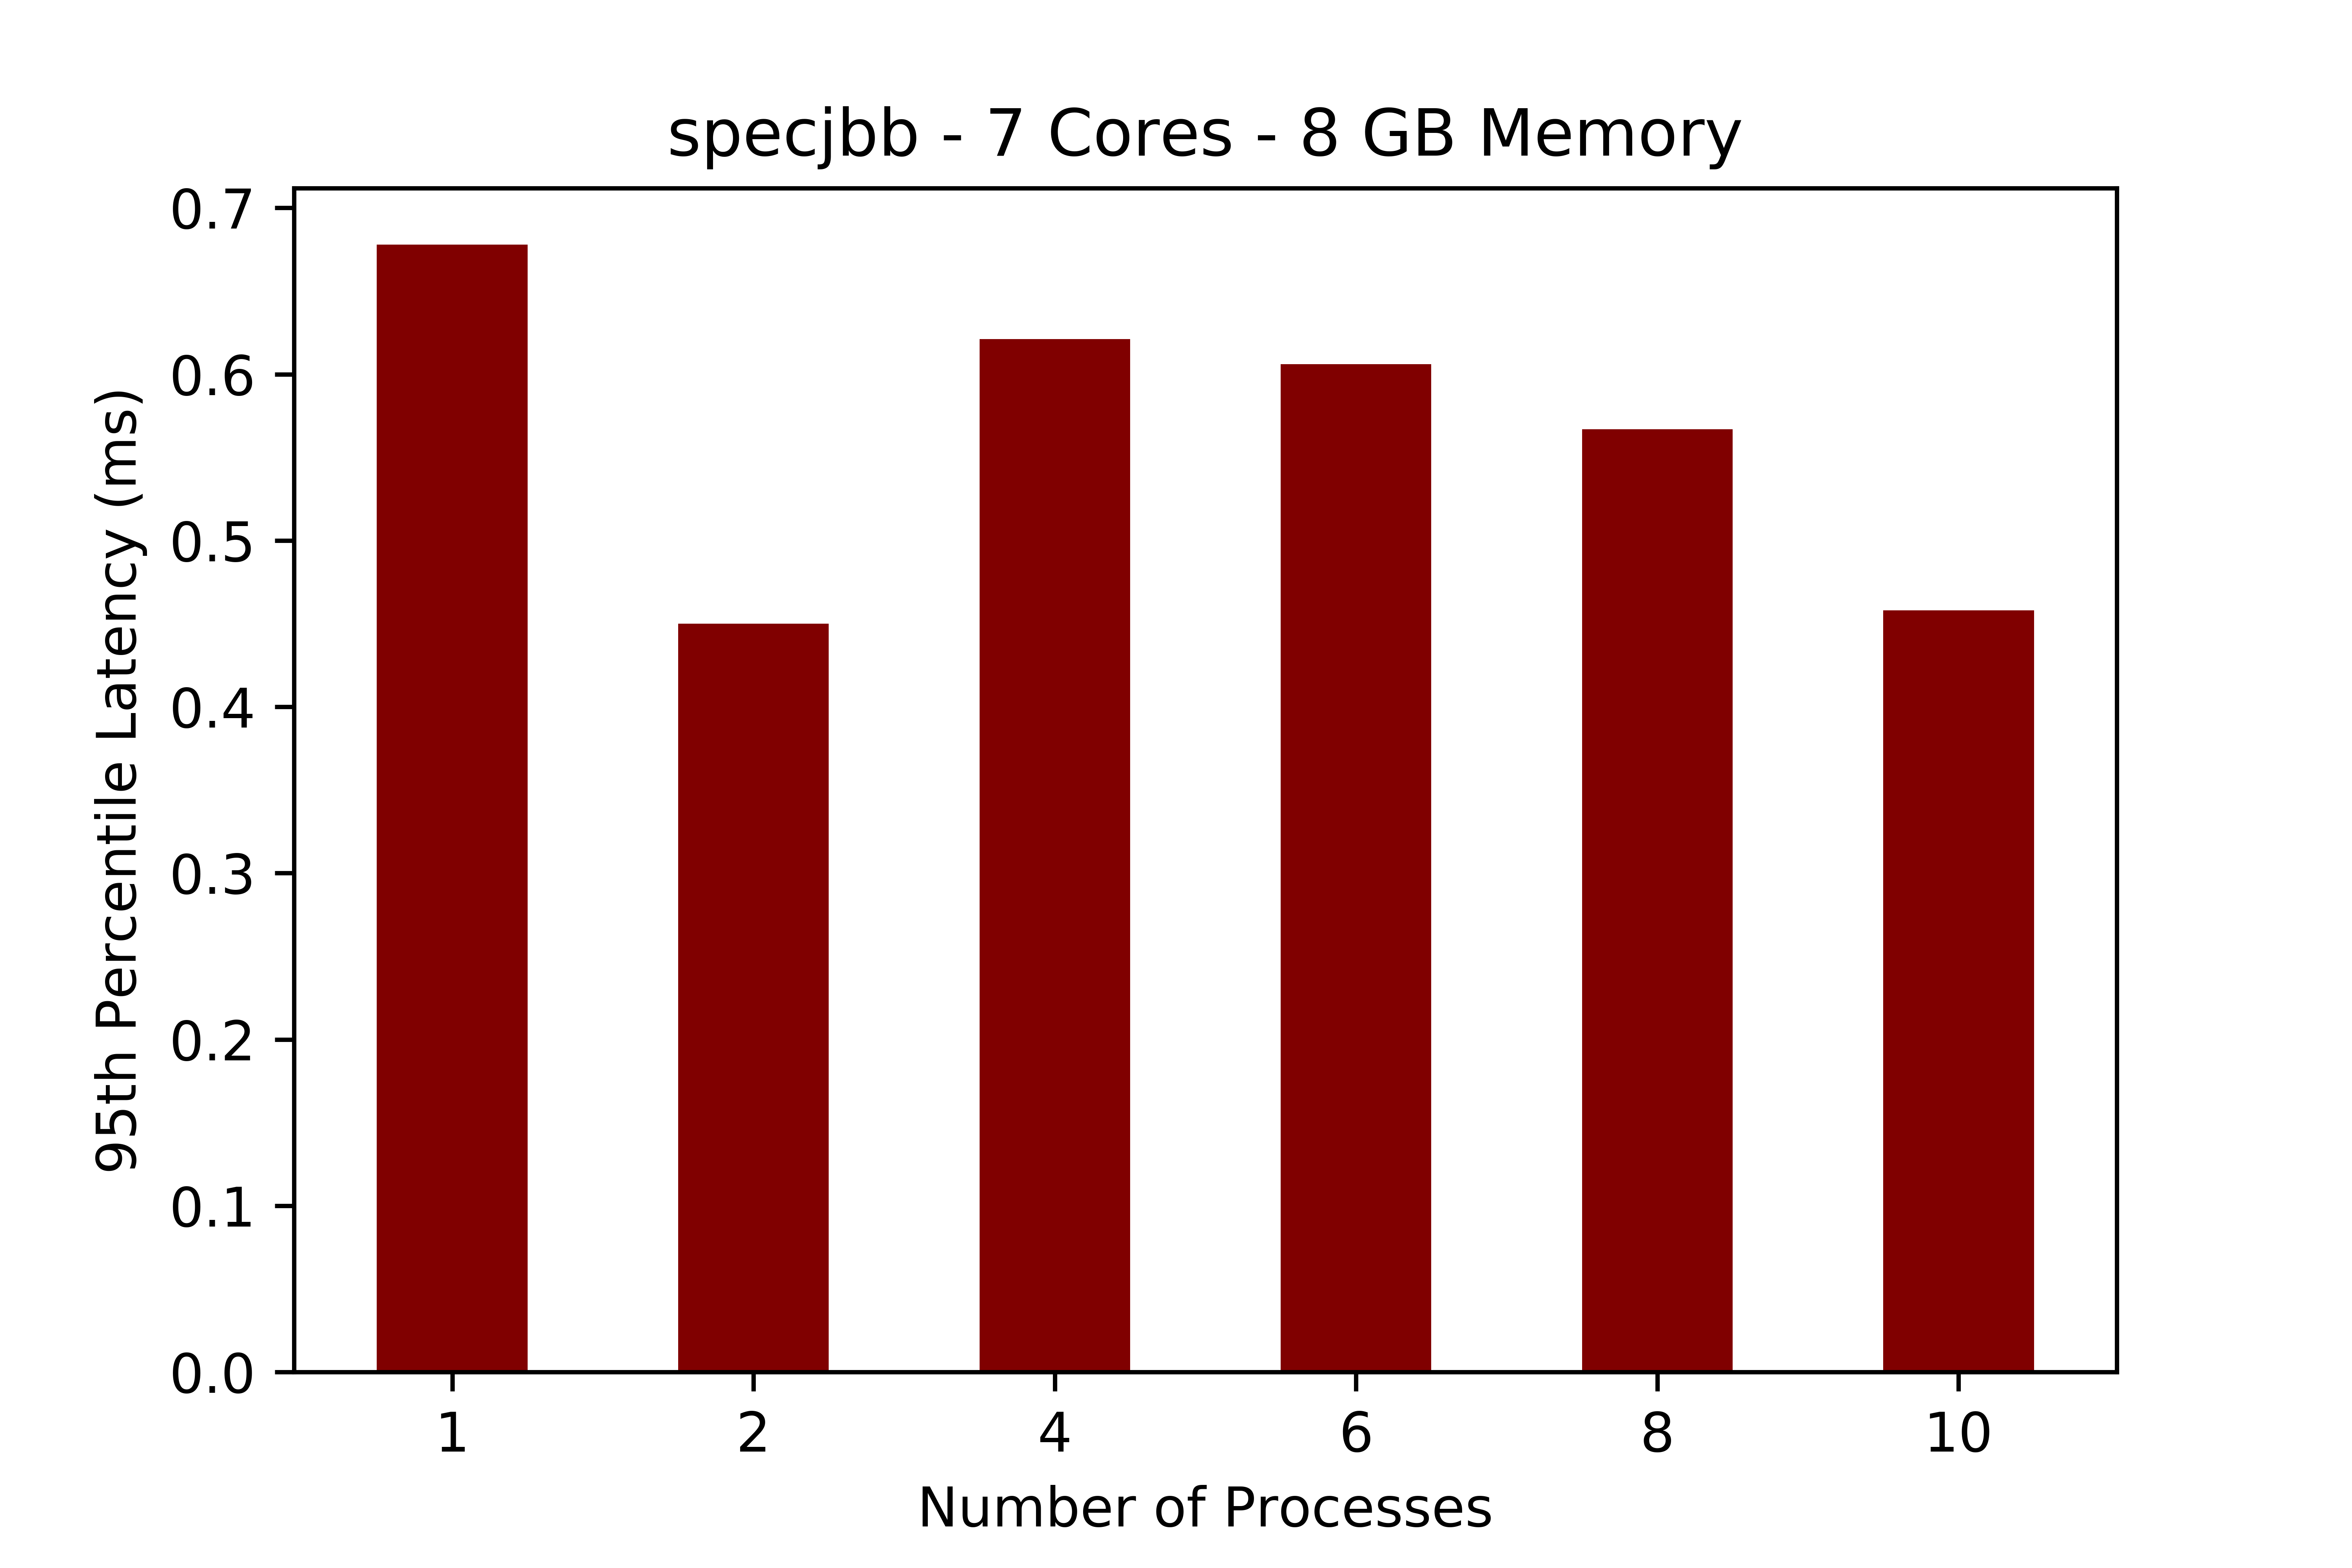 specjbb - 7 Cores - 8 GB Memory
95th Percentile Latency (ms)
0.7
0.6
0.5
0.4
0.3
0.2
0.1
0.0
1 2 4 6 8 10
Number of Processes